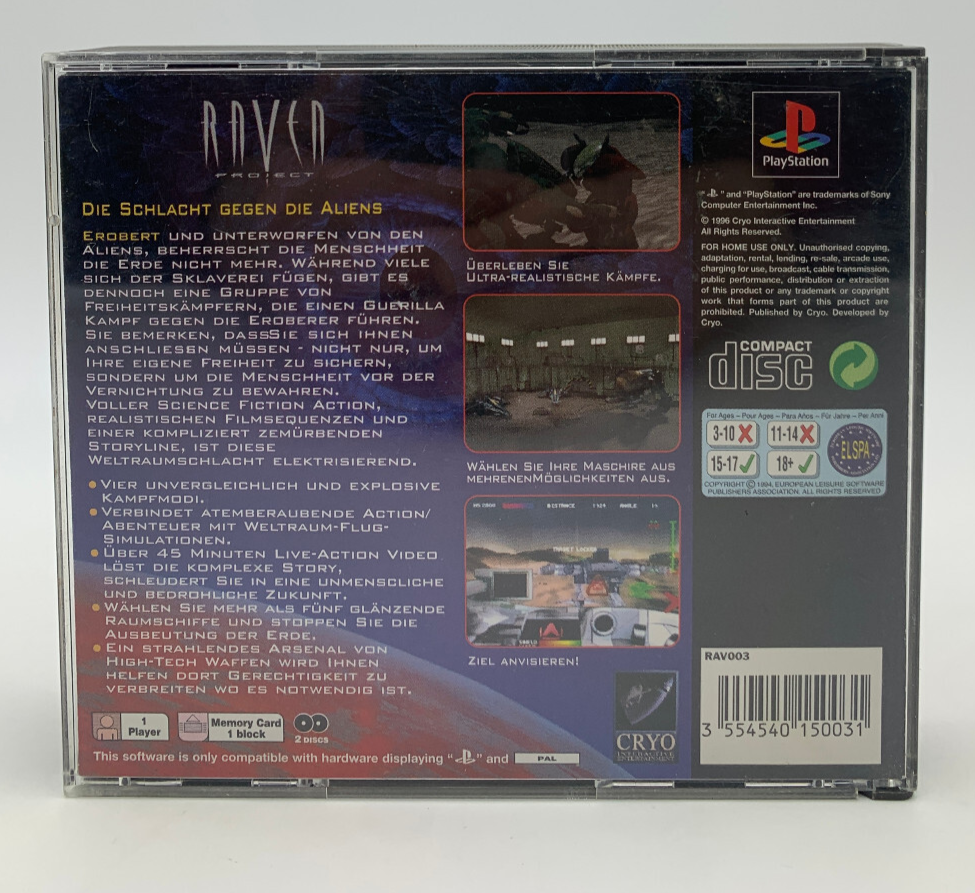 RAVEN
PROJECT
DIE SCHLACHT GEGEN DIE ALIENS
EROBERT UND UNTERWORFEN VON DEN
ALIENS, BEHERRSCHT DIE MENSCHHEIT
DIE ERDE NICHT MEHR. WÄHREND VIELE
SICH DER SKLAVEREI FÜGEN, GIBT ES
DENNOCH EINE GRUPPE VON
FREIHEITSKÄMPFERN, DIE EINEN GUERILLA
KAMPF GEGEN DIE EROBERER FÜHREN.
SIE BEMERKEN, DASSSIE SICH IHNEN
ANSCHLIESSN MÜSSEN - NICHT NUR, UM
IHRE EIGENE FREIHEIT ZU SICHERN,
SONDERN UM DIE MENSCHHEIT VOR DER
VERNICHTUNG ZU BEWAHREN.
VOLLER SCIENCE FICTION ACTION,
REALISTISCHEN FILMSEQUENZEN UND
EINER KOMPLIZIERT ZEMÜRBENDEN
STORYLINE, IST DIESE
WELTRAUMSCHLACHT ELEKTRISIEREND.
• VIER UNVERGLEICHLICH UND EXPLOSIVE
KAMPFMODI.
• VERBINDET ATEMBERAUBENDE ACTION/
ABENTEUER MIT WELTRAUM-FLUG-
SIMULATIONEN.
• ÜBER 45 MINUTEN LIVE-ACTION VIDEO
LÖST DIE KOMPLEXE STORY,
SCHLEUDERT SIE IN EINE UNMENSCLICHE
UND BEDROHLICHE ZUKUNFT.
• WÄHLEN SIE MEHR ALS FÜNF GLÄNZENDE
RAUMSCHIFFE UND STOPPEN SIE DIE
AUSBEUTUNG DER ERDE.
• EIN STRAHLENDES ARSENAL VON
HIGH-TECH WAFFEN WIRD IHNEN
HELFEN DORT GERECHTIGKEIT ZU
VERBREITEN WO ES NOTWENDIG IST.
1
Player
Memory Card
1 block
2 DISCS
This software is only compatible with hardware displaying " " and PAL
ÜBERLEBEN SIE
ULTRA-REALISTISCHE KÄMPFE.
WÄHLEN SIE IHRE MASCHIRE AUS
MEHRENENMÖGLICHKEITEN AUS.
DISTANCE
TARGET LOCKED
SHIELD
ZIEL ANVISIEREN!
CRYO
INTERACTIVE
ENTERTAINMENT
PlayStation
" " and "PlayStation" are trademarks of Sony
Computer Entertainment Inc.
© 1996 Cryo Interactive Entertainment
All Rights Reserved.
FOR HOME USE ONLY. Unauthorised copying,
adaptation, rental, lending, re-sale, arcade use,
charging for use, broadcast, cable transmission,
public performance, distribution or extraction
of this product or any trademark or copyright
work that forms part of this product are
prohibited. Published by Cryo. Developed by
Cryo.
COMPACT
disc
For Ages – Pour Ages – Para Años – Für Jahre – Per Anni
3-10 11-14
15-17 18+
ELSPA
COPYRIGHT © 1994, EUROPEAN LEISURE SOFTWARE
PUBLISHERS ASSOCIATION. ALL RIGHTS RESERVED
RAV003
3 554540 150031